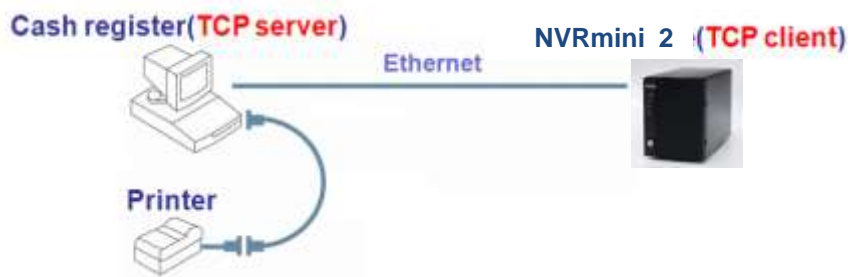 Cash register(TCP server)
NVRmini 2 (TCP client)
Ethernet
Printer